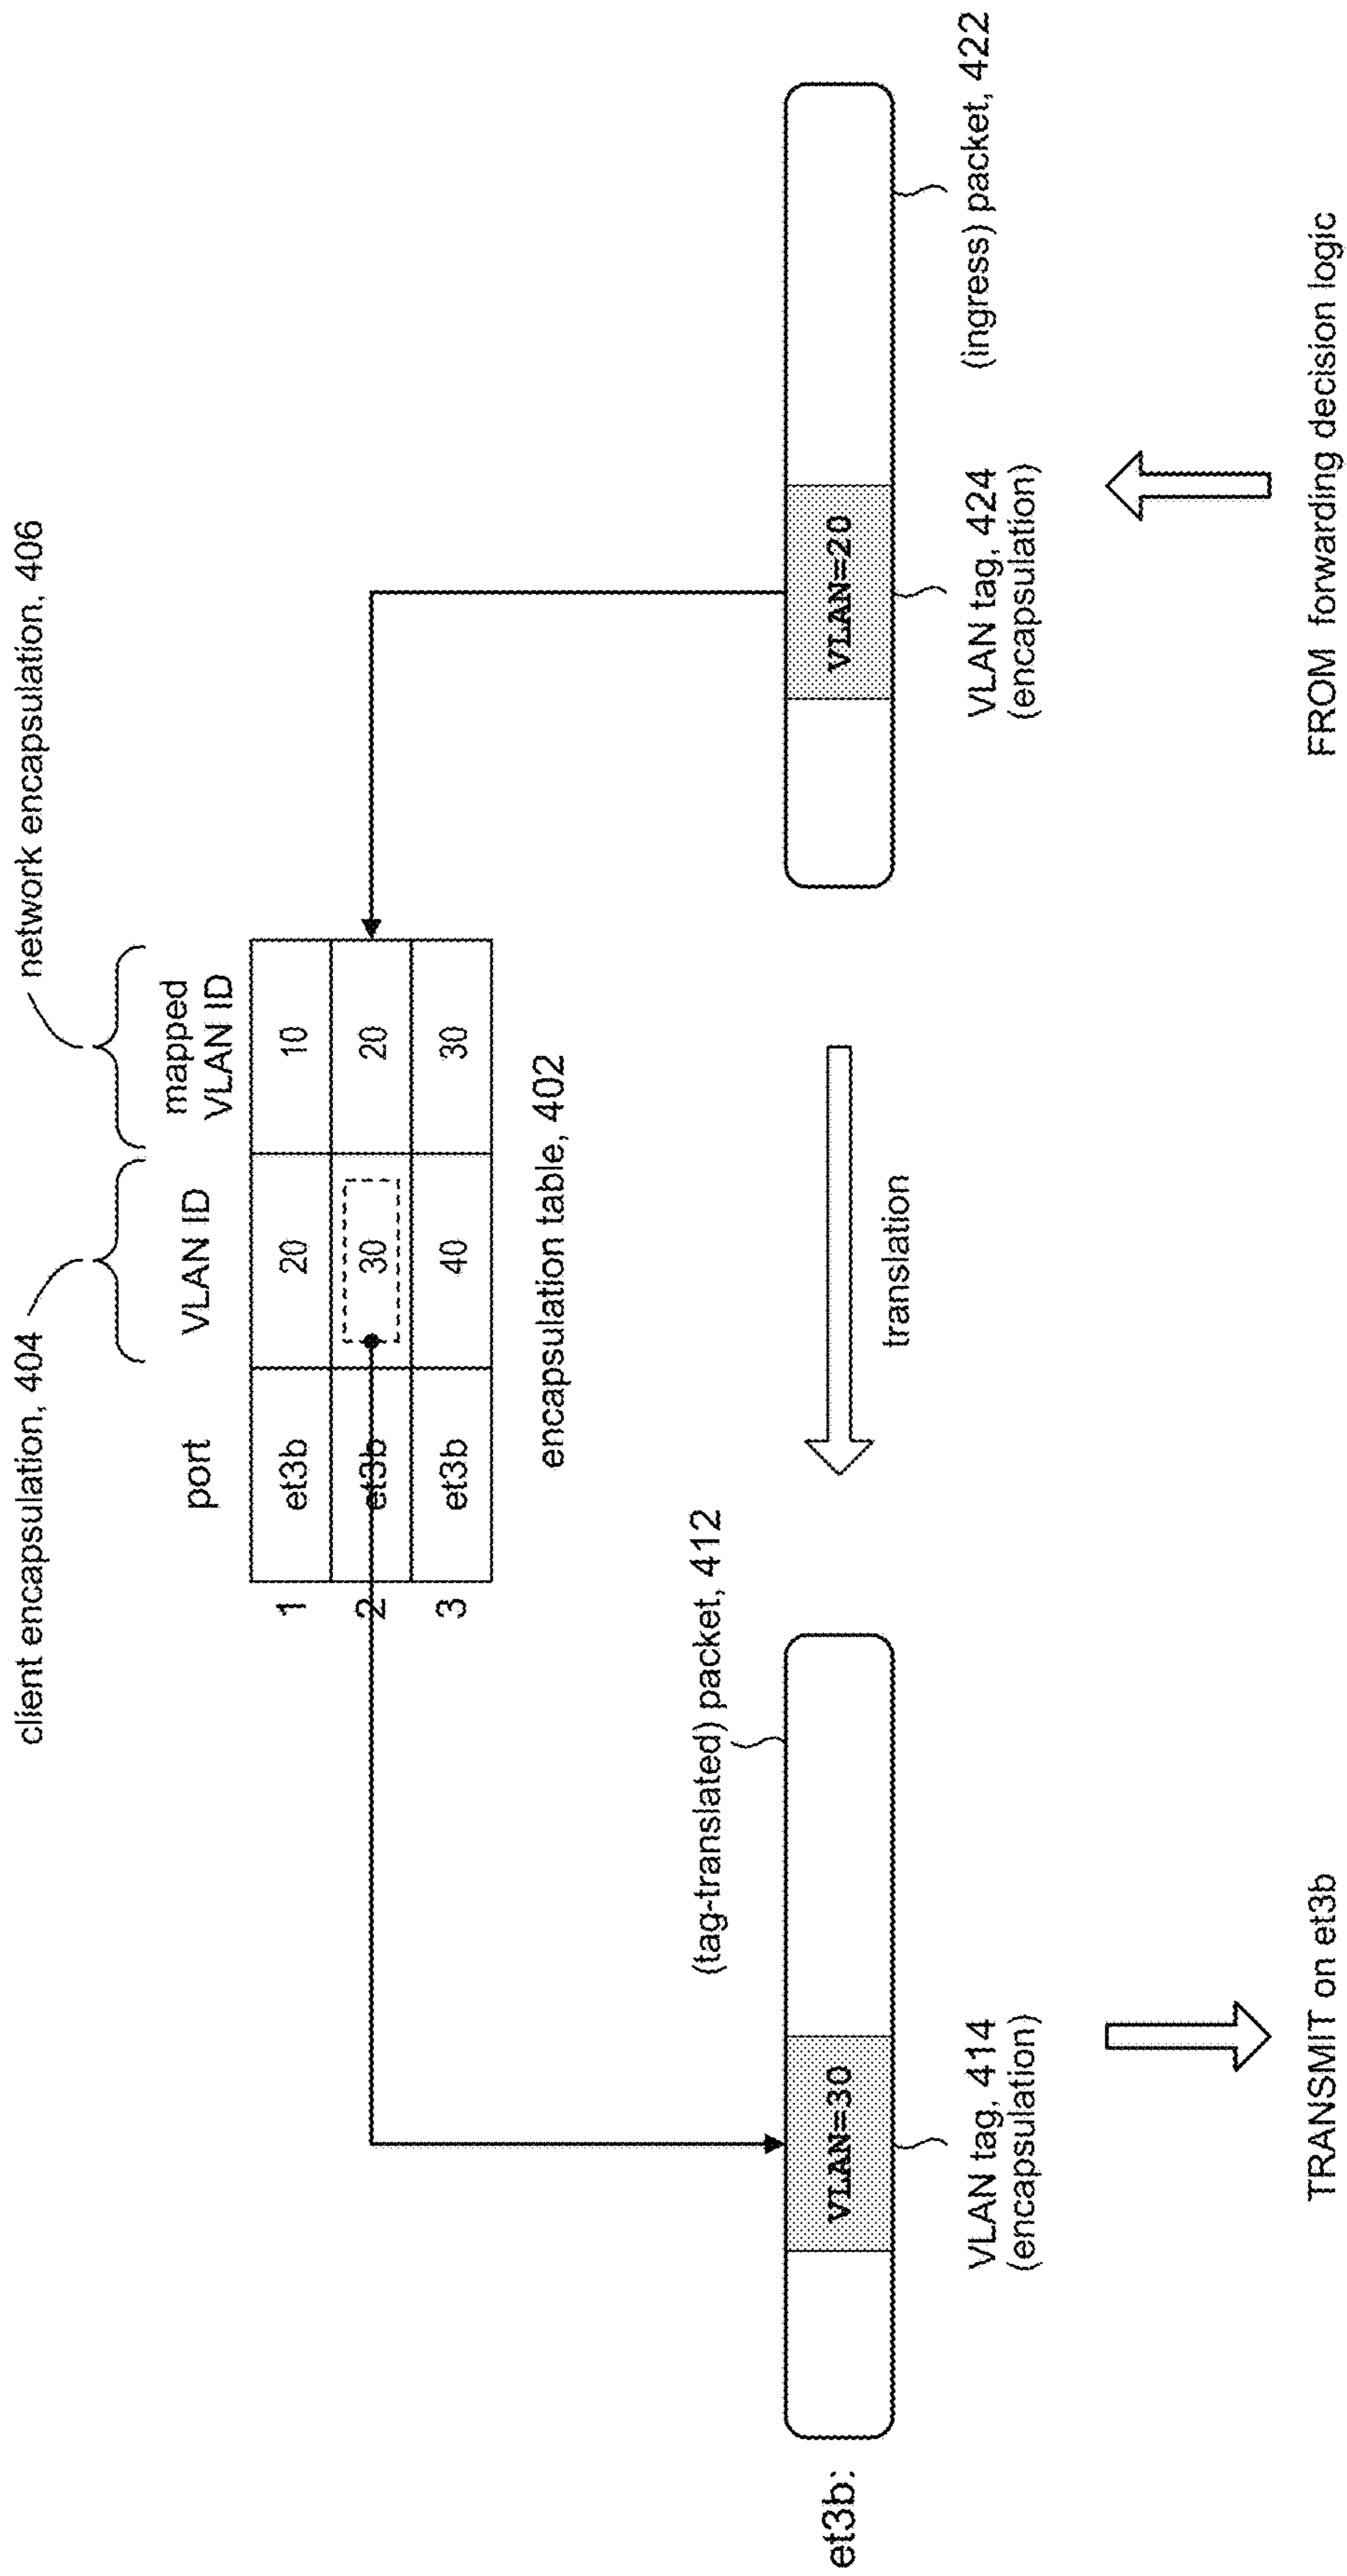 client encapsulation, 404
network encapsulation, 406
port
VLAN ID
mapped
VLAN ID
1
et3b
20
10
2
et3b
30
20
3
et3b
40
30
encapsulation table, 402
(tag-translated) packet, 412
et3b:
VLAN=30
translation
VLAN=20
VLAN tag, 414
(encapsulation)
VLAN tag, 424
(encapsulation)
(ingress) packet, 422
TRANSMIT on et3b
FROM forwarding decision logic